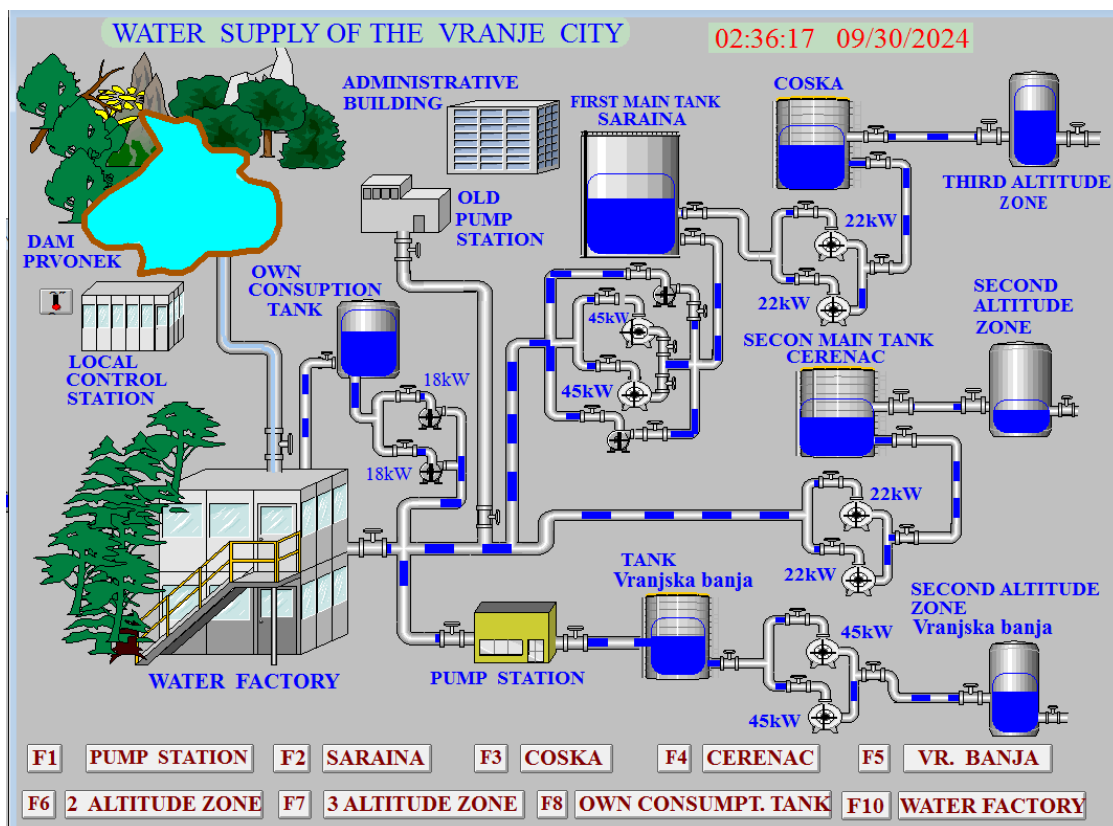 WATER SUPPLY OF THE VRANJE CITY
02:36:17 09/30/2024
ADMINISTRATIVE
BUILDING
FIRST MAIN TANK
SARAINA
COSKA
THIRD ALTITUDE
ZONE
OLD
PUMP
STATION
DAM
PRVONEK
22kW
22kW
OWN
CONSUPTION
TANK
SECOND
ALTITUDE
ZONE
45kW
45kW
SECON MAIN TANK
CERENAC
LOCAL
CONTROL
STATION
18kW
18kW
22kW
22kW
TANK
Vranjska banja
SECOND ALTITUDE
ZONE
Vranjska banja
45kW
45kW
WATER FACTORY
PUMP STATION
F1 PUMP STATION F2 SARAINA F3 COSKA F4 CERENAC F5 VR. BANJA
F6 2 ALTITUDE ZONE F7 3 ALTITUDE ZONE F8 OWN CONSUMPT. TANK F10 WATER FACTORY